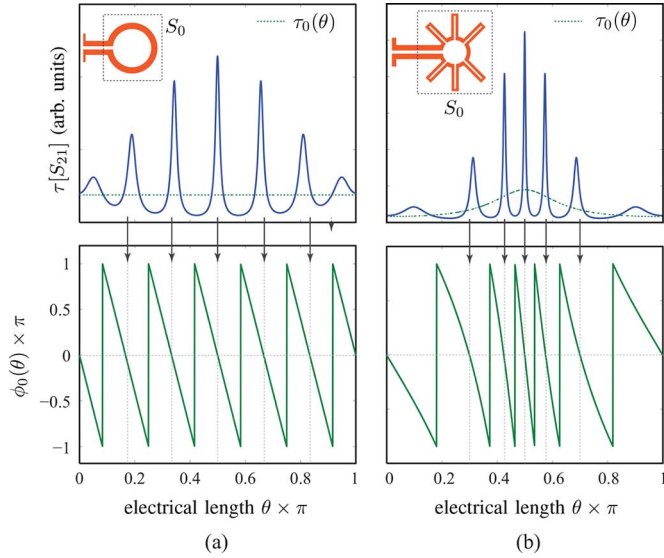 S₀
τ₀(θ)
τ[S₂₁] (arb. units)
τ₀(θ)
S₀
ϕ₀(θ) × π
1
0.5
0
−0.5
−1
0 0.2 0.4 0.6 0.8 1
electrical length θ × π
0 0.2 0.4 0.6 0.8 1
electrical length θ × π
(a)
(b)